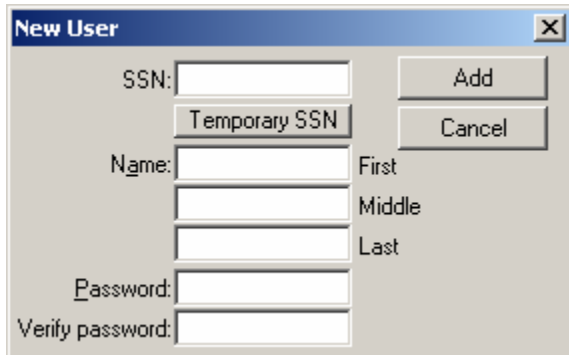 New User
SSN: Add
Temporary SSN Cancel
Name: First
Middle
Last
Password:
Verify password: